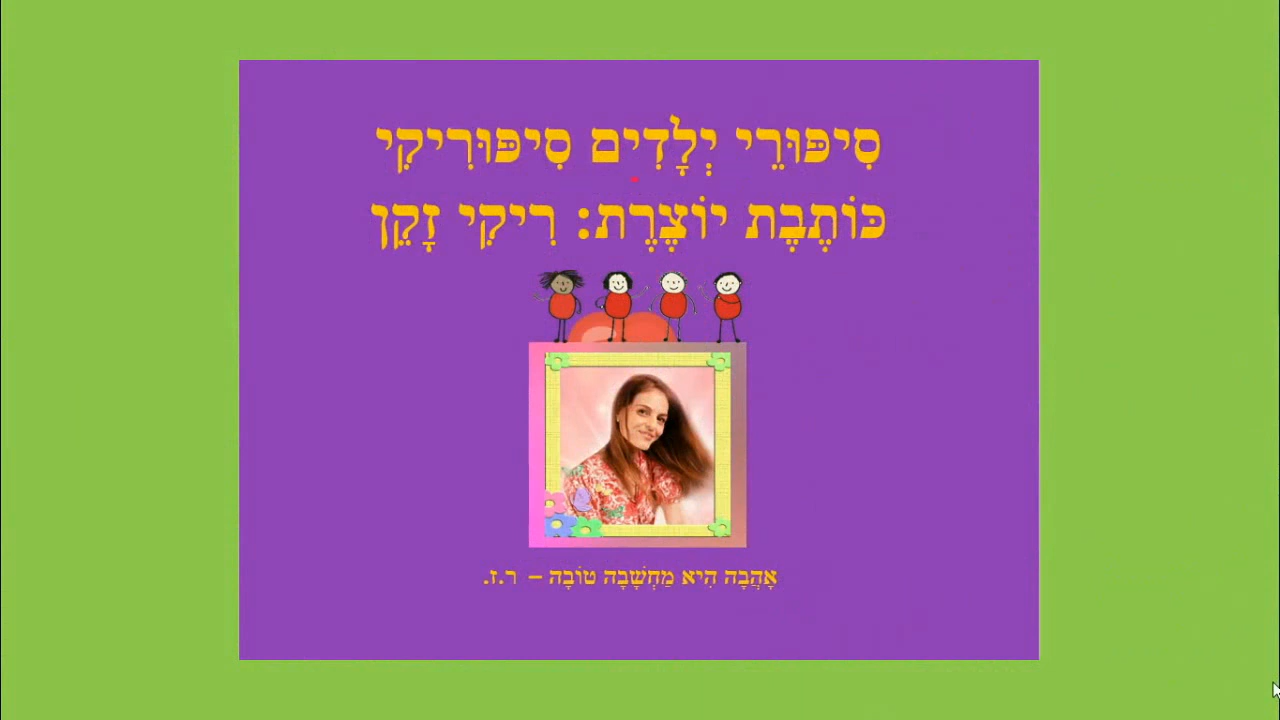 סִיפּוּרֵי יְלָדִים סִיפּוּרִיקִי
כּוֹתֶבֶת יוֹצֶרֶת: רִיקִי זָקֵן
אָהֲבָה הִיא מַחְשָׁבָה טוֹבָה – ר.ז.